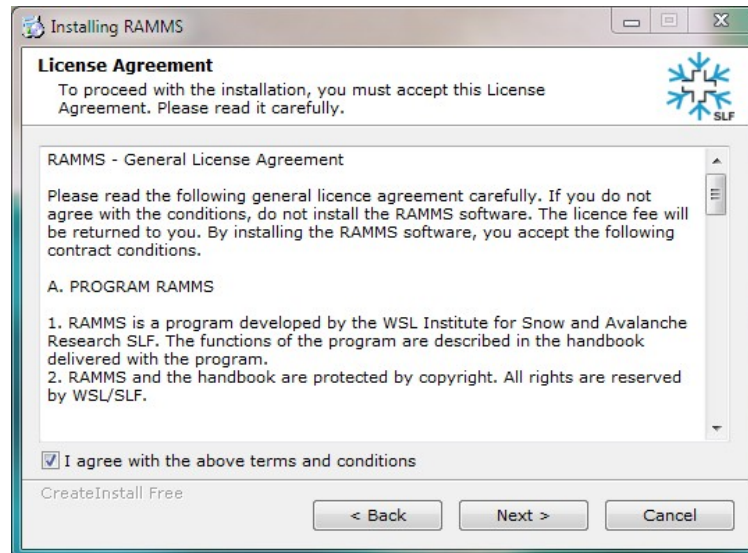 Installing RAMMS
License Agreement
To proceed with the installation, you must accept this License
Agreement. Please read it carefully.
SLF
RAMMS - General License Agreement
Please read the following general licence agreement carefully. If you do not
agree with the conditions, do not install the RAMMS software. The licence fee will
be returned to you. By installing the RAMMS software, you accept the following
contract conditions.
A. PROGRAM RAMMS
1. RAMMS is a program developed by the WSL Institute for Snow and Avalanche
Research SLF. The functions of the program are described in the handbook
delivered with the program.
2. RAMMS and the handbook are protected by copyright. All rights are reserved
by WSL/SLF.
I agree with the above terms and conditions
CreateInstall Free
< Back Next > Cancel